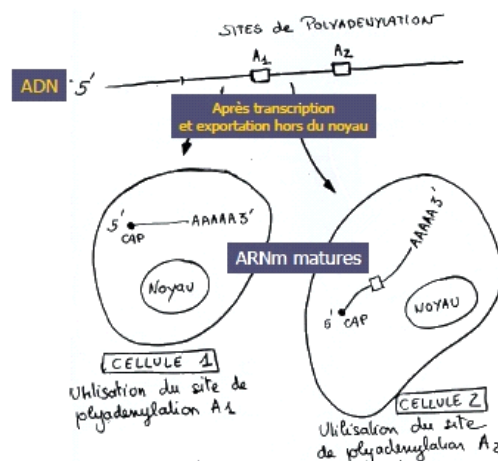 SITES de POLYADENYLATION
A1 A2
ADN 5'
Après transcription
et exportation hors du noyau
5' CAP AAAAA 3'
NOYAU
ARNm matures
AAAAA 3'
5' CAP
NOYAU
CELLULE 1
Utilisation du site de
polyadenylation A1
CELLULE 2
Utilisation du site
de polyadenylation A2